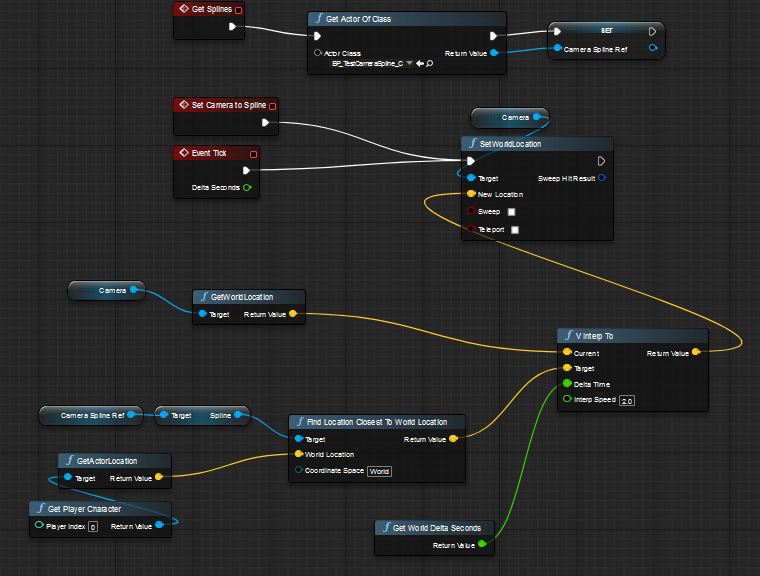 Get Splines
f Get Actor Of Class
Actor Class
BP_TestCameraSpline_C
Return Value
SET
Camera Spline Ref
Set Camera to Spline
Event Tick
Delta Seconds
Camera
f SetWorldLocation
Target
Sweep Hit Result
New Location
Sweep
Teleport
Camera
f GetWorldLocation
Target
Return Value
f V Interp To
Current
Return Value
Target
Delta Time
Interp Speed 2.0
Camera Spline Ref
Target Spline
f Find Location Closest To World Location
Target
Return Value
World Location
Coordinate Space World
f GetActorLocation
Target
Return Value
f Get Player Character
Player Index 0
Return Value
f Get World Delta Seconds
Return Value